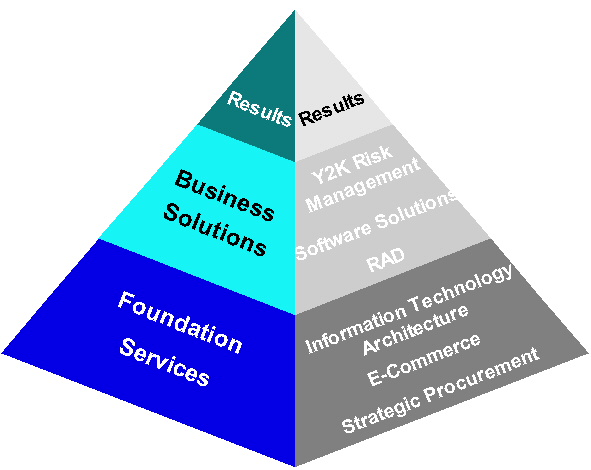 Results
Business
Solutions
Foundation
Services
Results
Y2K Risk
Management
Software Solutions
RAD
Information Technology
Architecture
E-Commerce
Strategic Procurement